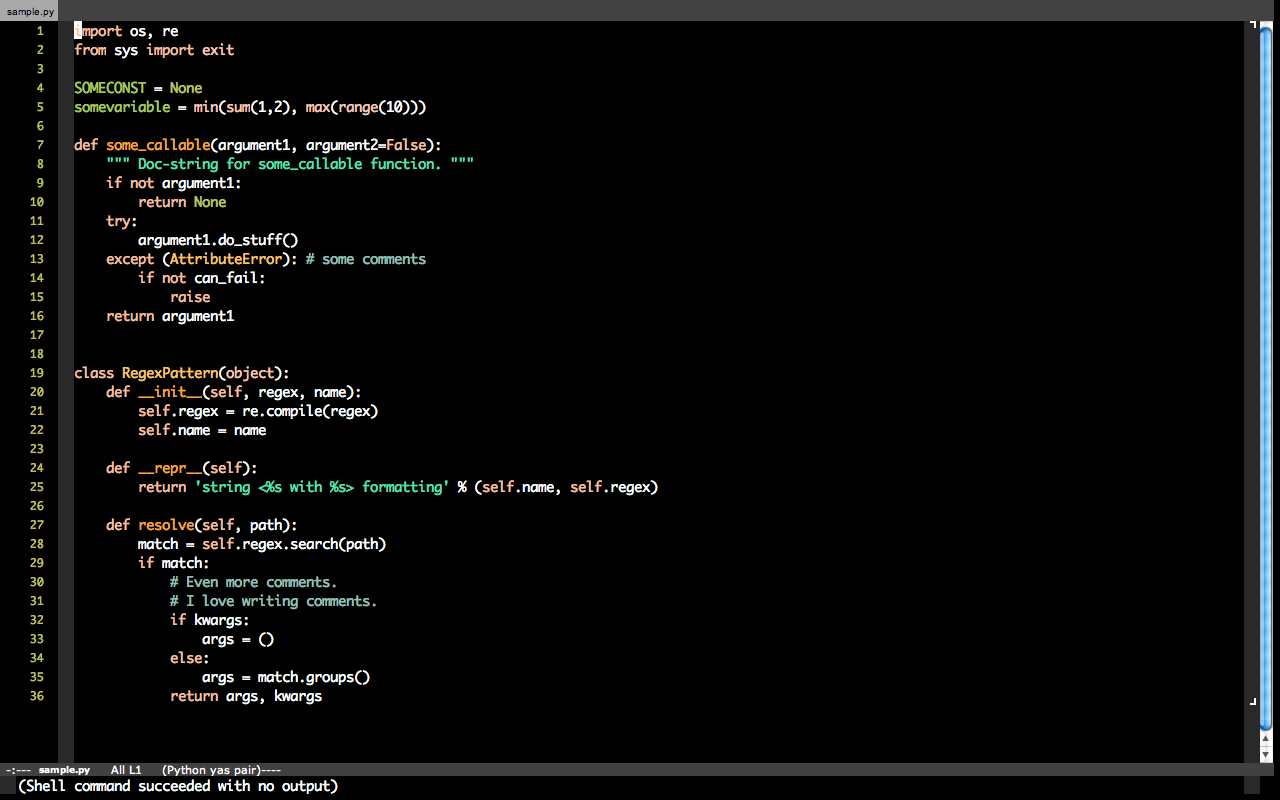 sample.py
1 import os, re
2 from sys import exit
3
4 SOMECONST = None
5 somevariable = min(sum(1,2), max(range(10)))
6
7 def some_callable(argument1, argument2=False):
8     """ Doc-string for some_callable function. """
9     if not argument1:
10         return None
11     try:
12         argument1.do_stuff()
13     except (AttributeError): # some comments
14         if not can_fail:
15             raise
16     return argument1
17
18
19 class RegexPattern(object):
20     def __init__(self, regex, name):
21         self.regex = re.compile(regex)
22         self.name = name
23
24     def __repr__(self):
25         return 'string <%s with %s> formatting' % (self.name, self.regex)
26
27     def resolve(self, path):
28         match = self.regex.search(path)
29         if match:
30             # Even more comments.
31             # I love writing comments.
32             if kwargs:
33                 args = ()
34             else:
35                 args = match.groups()
36             return args, kwargs
-:--- sample.py All L1 (Python yas pair)----
(Shell command succeeded with no output)